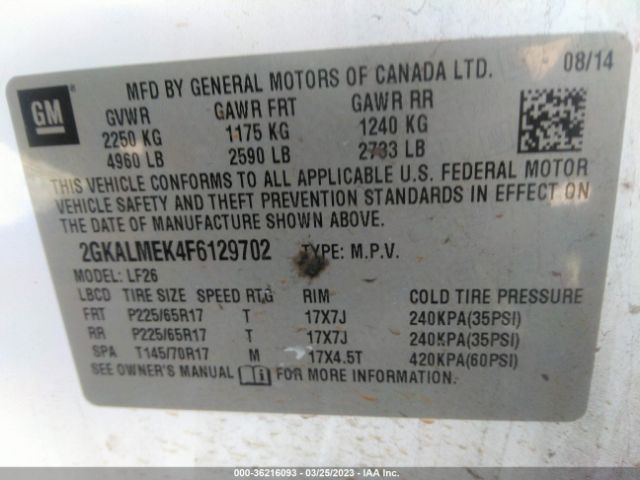 GM
MFD BY GENERAL MOTORS OF CANADA LTD. 08/14
GVWR GAWR FRT GAWR RR
2250 KG 1175 KG 1240 KG
4960 LB 2590 LB 2733 LB
THIS VEHICLE CONFORMS TO ALL APPLICABLE U.S. FEDERAL MOTOR
VEHICLE SAFETY AND THEFT PREVENTION STANDARDS IN EFFECT ON
THE DATE OF MANUFACTURE SHOWN ABOVE.
2GKALMEK4F6129702 TYPE: M.P.V.
MODEL: LF26
LBCD TIRE SIZE SPEED RTG RIM COLD TIRE PRESSURE
FRT P225/65R17 T 17X7J 240KPA(35PSI)
RR P225/65R17 T 17X7J 240KPA(35PSI)
SPA T145/70R17 M 17X4.5T 420KPA(60PSI)
SEE OWNER'S MANUAL FOR MORE INFORMATION.
000-36216093 — 03/25/2023 — IAA Inc.